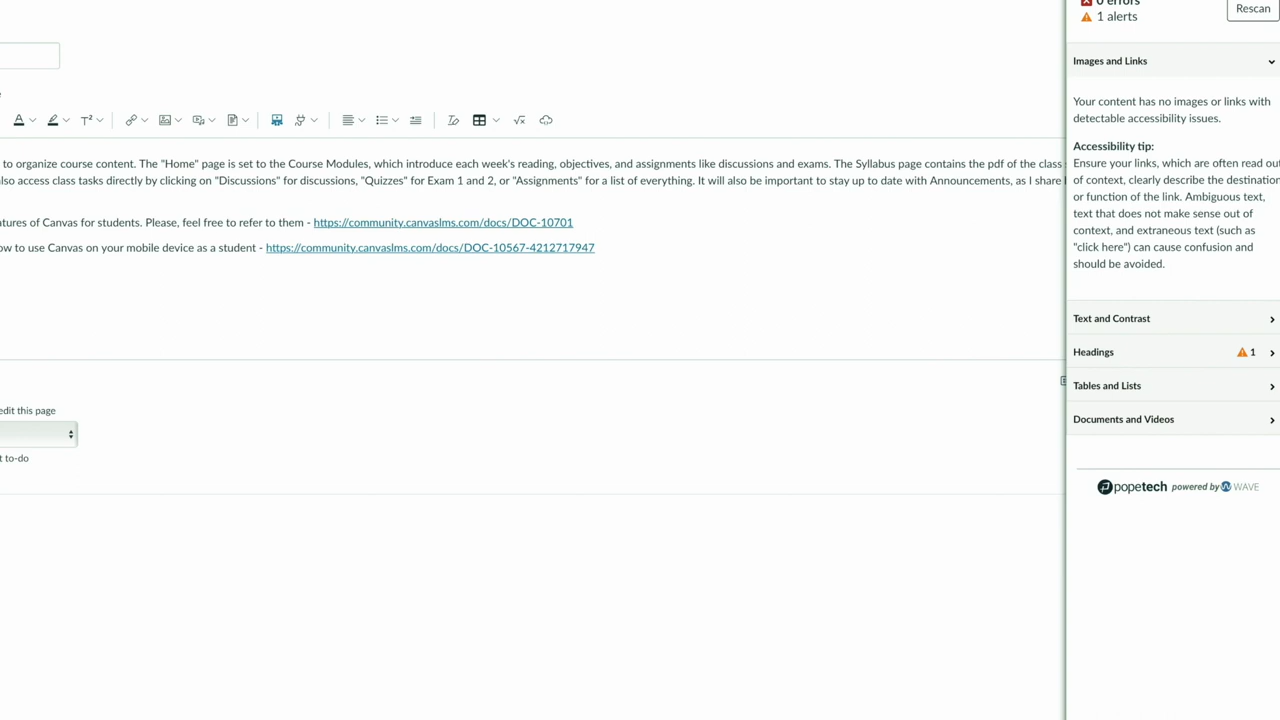 0 errors
1 alerts
Rescan
Images and Links
Your content has no images or links with
detectable accessibility issues.
Accessibility tip:
Ensure your links, which are often read out
of context, clearly describe the destination
or function of the link. Ambiguous text,
text that does not make sense out of
context, and extraneous text (such as
"click here") can cause confusion and
should be avoided.
Text and Contrast
Headings 1
Tables and Lists
Documents and Videos
popetech powered by WAVE
to organize course content. The "Home" page is set to the Course Modules, which introduce each week's reading, objectives, and assignments like discussions and exams. The Syllabus page contains the pdf of the class
also access class tasks directly by clicking on "Discussions" for discussions, "Quizzes" for Exam 1 and 2, or "Assignments" for a list of everything. It will also be important to stay up to date with Announcements, as I share
atures of Canvas for students. Please, feel free to refer to them - https://community.canvaslms.com/docs/DOC-10701
ow to use Canvas on your mobile device as a student - https://community.canvaslms.com/docs/DOC-10567-4212717947
edit this page
t to-do